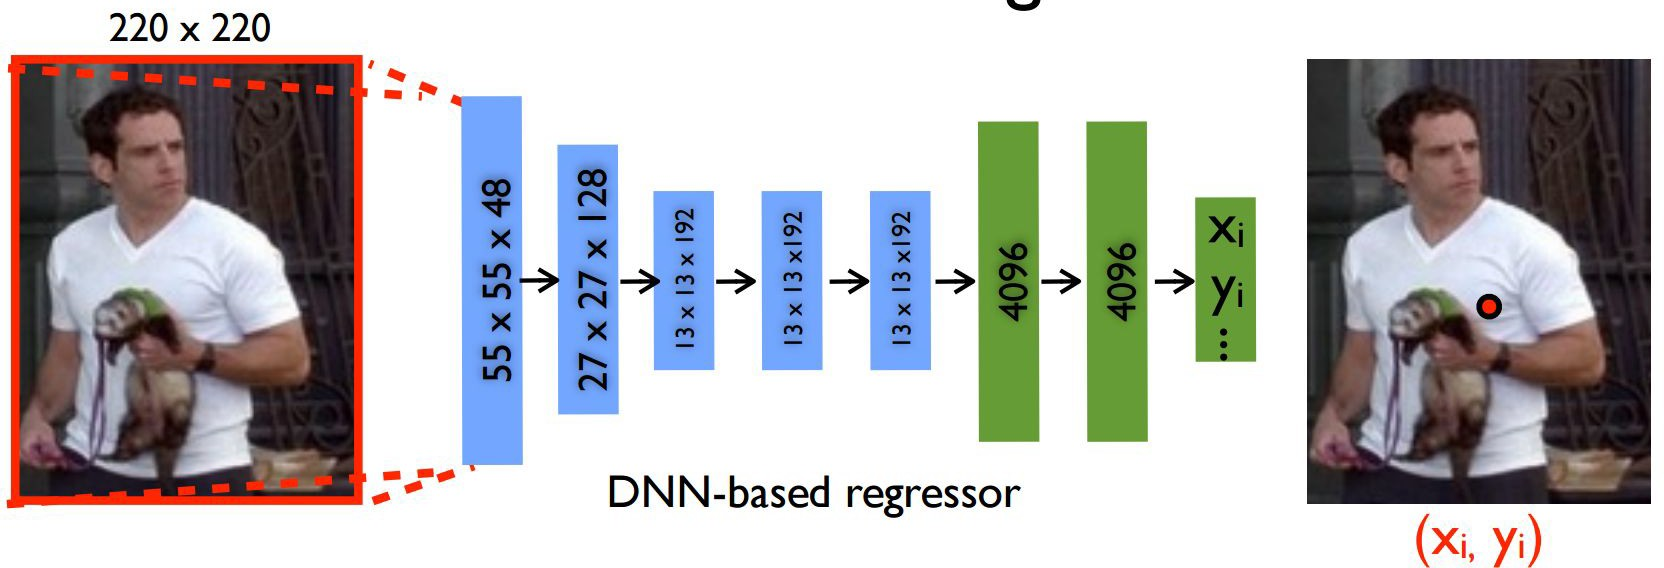 220 x 220
55 x 55 x 48
27 x 27 x 128
13 x 13 x 192
13 x 13 x192
13 x 13 x192
4096
4096
xi
yi
...
DNN-based regressor
(xi, yi)